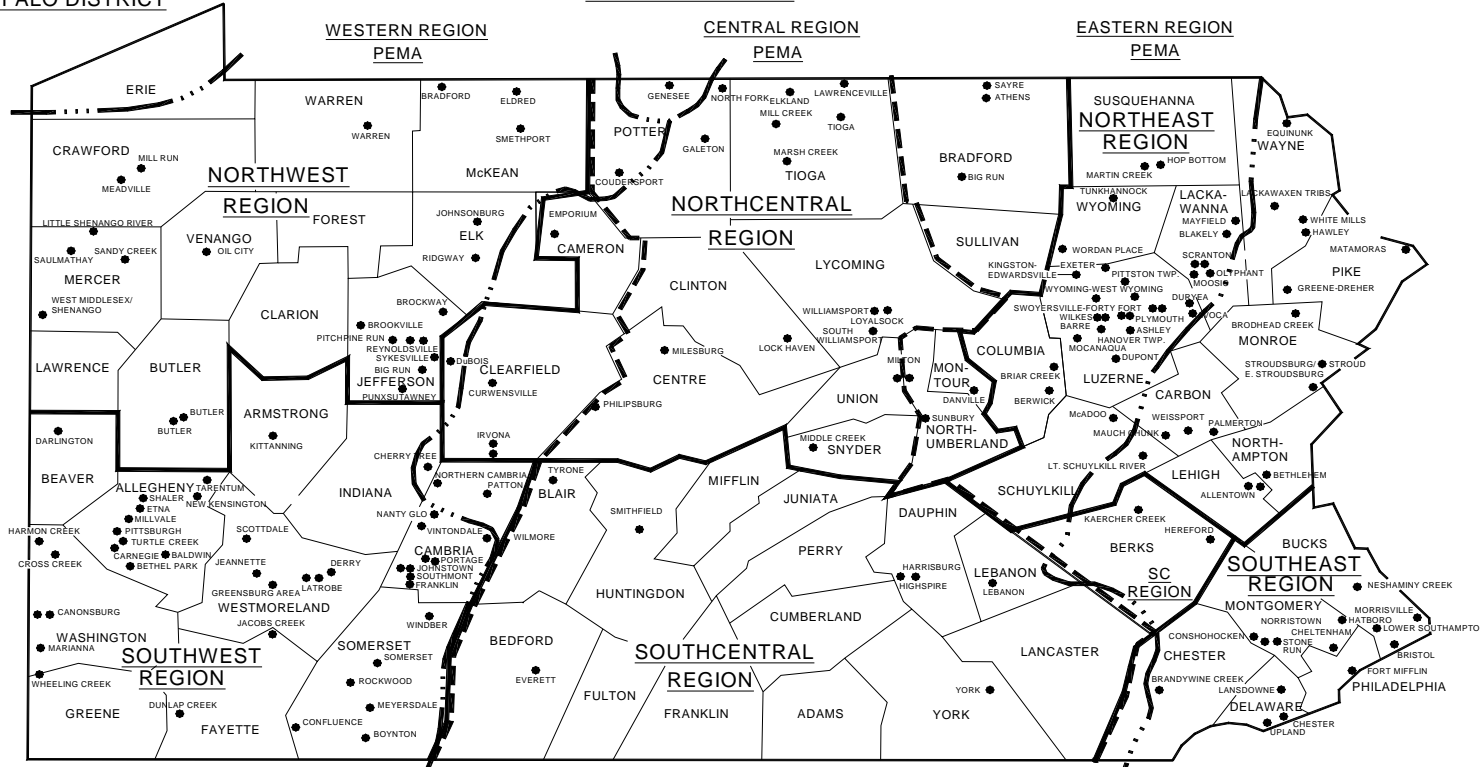 PALO DISTRICT
WESTERN REGION
PEMA
CENTRAL REGION
PEMA
EASTERN REGION
PEMA
ERIE
WARREN
WARREN
BRADFORD
ELDRED
SMETHPORT
McKEAN
CRAWFORD
MILL RUN
MEADVILLE
NORTHWEST
REGION
FOREST
LITTLE SHENANGO RIVER
SAULMATHAY
SANDY CREEK
MERCER
WEST MIDDLESEX/
SHENANGO
VENANGO
OIL CITY
JOHNSONBURG
ELK
RIDGWAY
EMPORIUM
CAMERON
CLARION
BROCKWAY
BROOKVILLE
PITCHPINE RUN
REYNOLDSVILLE
SYKESVILLE
BIG RUN
JEFFERSON
PUNXSUTAWNEY
LAWRENCE
BUTLER
BUTLER
BUTLER
ARMSTRONG
KITTANNING
GENESEE
NORTH FORK
ELKLAND
LAWRENCEVILLE
MILL CREEK
TIOGA
POTTER
GALETON
MARSH CREEK
TIOGA
COUDERSPORT
NORTHCENTRAL
REGION
SAYRE
ATHENS
BRADFORD
BIG RUN
SULLIVAN
LYCOMING
CLINTON
WILLIAMSPORT
LOYALSOCK
SOUTH
WILLIAMSPORT
LOCK HAVEN
MILESBURG
CENTRE
DuBOIS
CLEARFIELD
CURWENSVILLE
PHILIPSBURG
IRVONA
MILTON
MON-
TOUR
DANVILLE
UNION
SUNBURY
NORTH-
UMBERLAND
MIDDLE CREEK
SNYDER
COLUMBIA
BRIAR CREEK
BERWICK
SUSQUEHANNA
NORTHEAST
REGION
HOP BOTTOM
MARTIN CREEK
EQUINUNK
WAYNE
TUNKHANNOCK
WYOMING
LACKA-
WANNA
MAYFIELD
BLAKELY
LACKAWAXEN TRIBS.
WHITE MILLS
HAWLEY
MATAMORAS
PIKE
GREENE-DREHER
WORDAN PLACE
KINGSTON-
EDWARDSVILLE
EXETER
PITTSTON TWP.
SCRANTON
OLYPHANT
MOOSIC
WYOMING-WEST WYOMING
DURYEA
SWOYERSVILLE-FORTY FORT
AVOCA
WILKES
BARRE
PLYMOUTH
ASHLEY
HANOVER TWP.
MOCANAQUA
DUPONT
LUZERNE
BRODHEAD CREEK
MONROE
STROUDSBURG/
E. STROUDSBURG
STROUD
CARBON
McADOO
WEISSPORT
PALMERTON
MAUCH CHUNK
NORTH-
AMPTON
LT. SCHUYLKILL RIVER
LEHIGH
BETHLEHEM
ALLENTOWN
SCHUYLKILL
DARLINGTON
BEAVER
ALLEGHENY
TARENTUM
SHALER
NEW KENSINGTON
ETNA
MILLVALE
PITTSBURGH
TURTLE CREEK
CARNEGIE
BALDWIN
BETHEL PARK
HARMON CREEK
CROSS CREEK
CANONSBURG
WASHINGTON
MARIANNA
WHEELING CREEK
GREENE
SOUTHWEST
REGION
DUNLAP CREEK
FAYETTE
SCOTTDALE
JEANNETTE
DERRY
LATROBE
GREENSBURG AREA
WESTMORELAND
JACOBS CREEK
INDIANA
CHERRY TREE
NORTHERN CAMBRIA
PATTON
NANTY GLO
VINTONDALE
WILMORE
CAMBRIA
PORTAGE
JOHNSTOWN
SOUTHMONT
FRANKLIN
WINDBER
SOMERSET
SOMERSET
ROCKWOOD
MEYERSDALE
CONFLUENCE
BOYNTON
TYRONE
BLAIR
BEDFORD
EVERETT
SMITHFIELD
HUNTINGDON
MIFFLIN
JUNIATA
PERRY
DAUPHIN
HARRISBURG
HIGHSPIRE
CUMBERLAND
LEBANON
LEBANON
SOUTHCENTRAL
REGION
FULTON
FRANKLIN
ADAMS
YORK
YORK
LANCASTER
KAERCHER CREEK
HEREFORD
BERKS
SC
REGION
BUCKS
SOUTHEAST
REGION
NESHAMINY CREEK
MONTGOMERY
MORRISVILLE
NORRISTOWN
HATBORO
CHELTENHAM
LOWER SOUTHAMPTO
CONSHOHOCKEN
STONE
RUN
BRISTOL
CHESTER
FORT MIFFLIN
BRANDYWINE CREEK
LANSDOWNE
PHILADELPHIA
DELAWARE
CHESTER
UPLAND